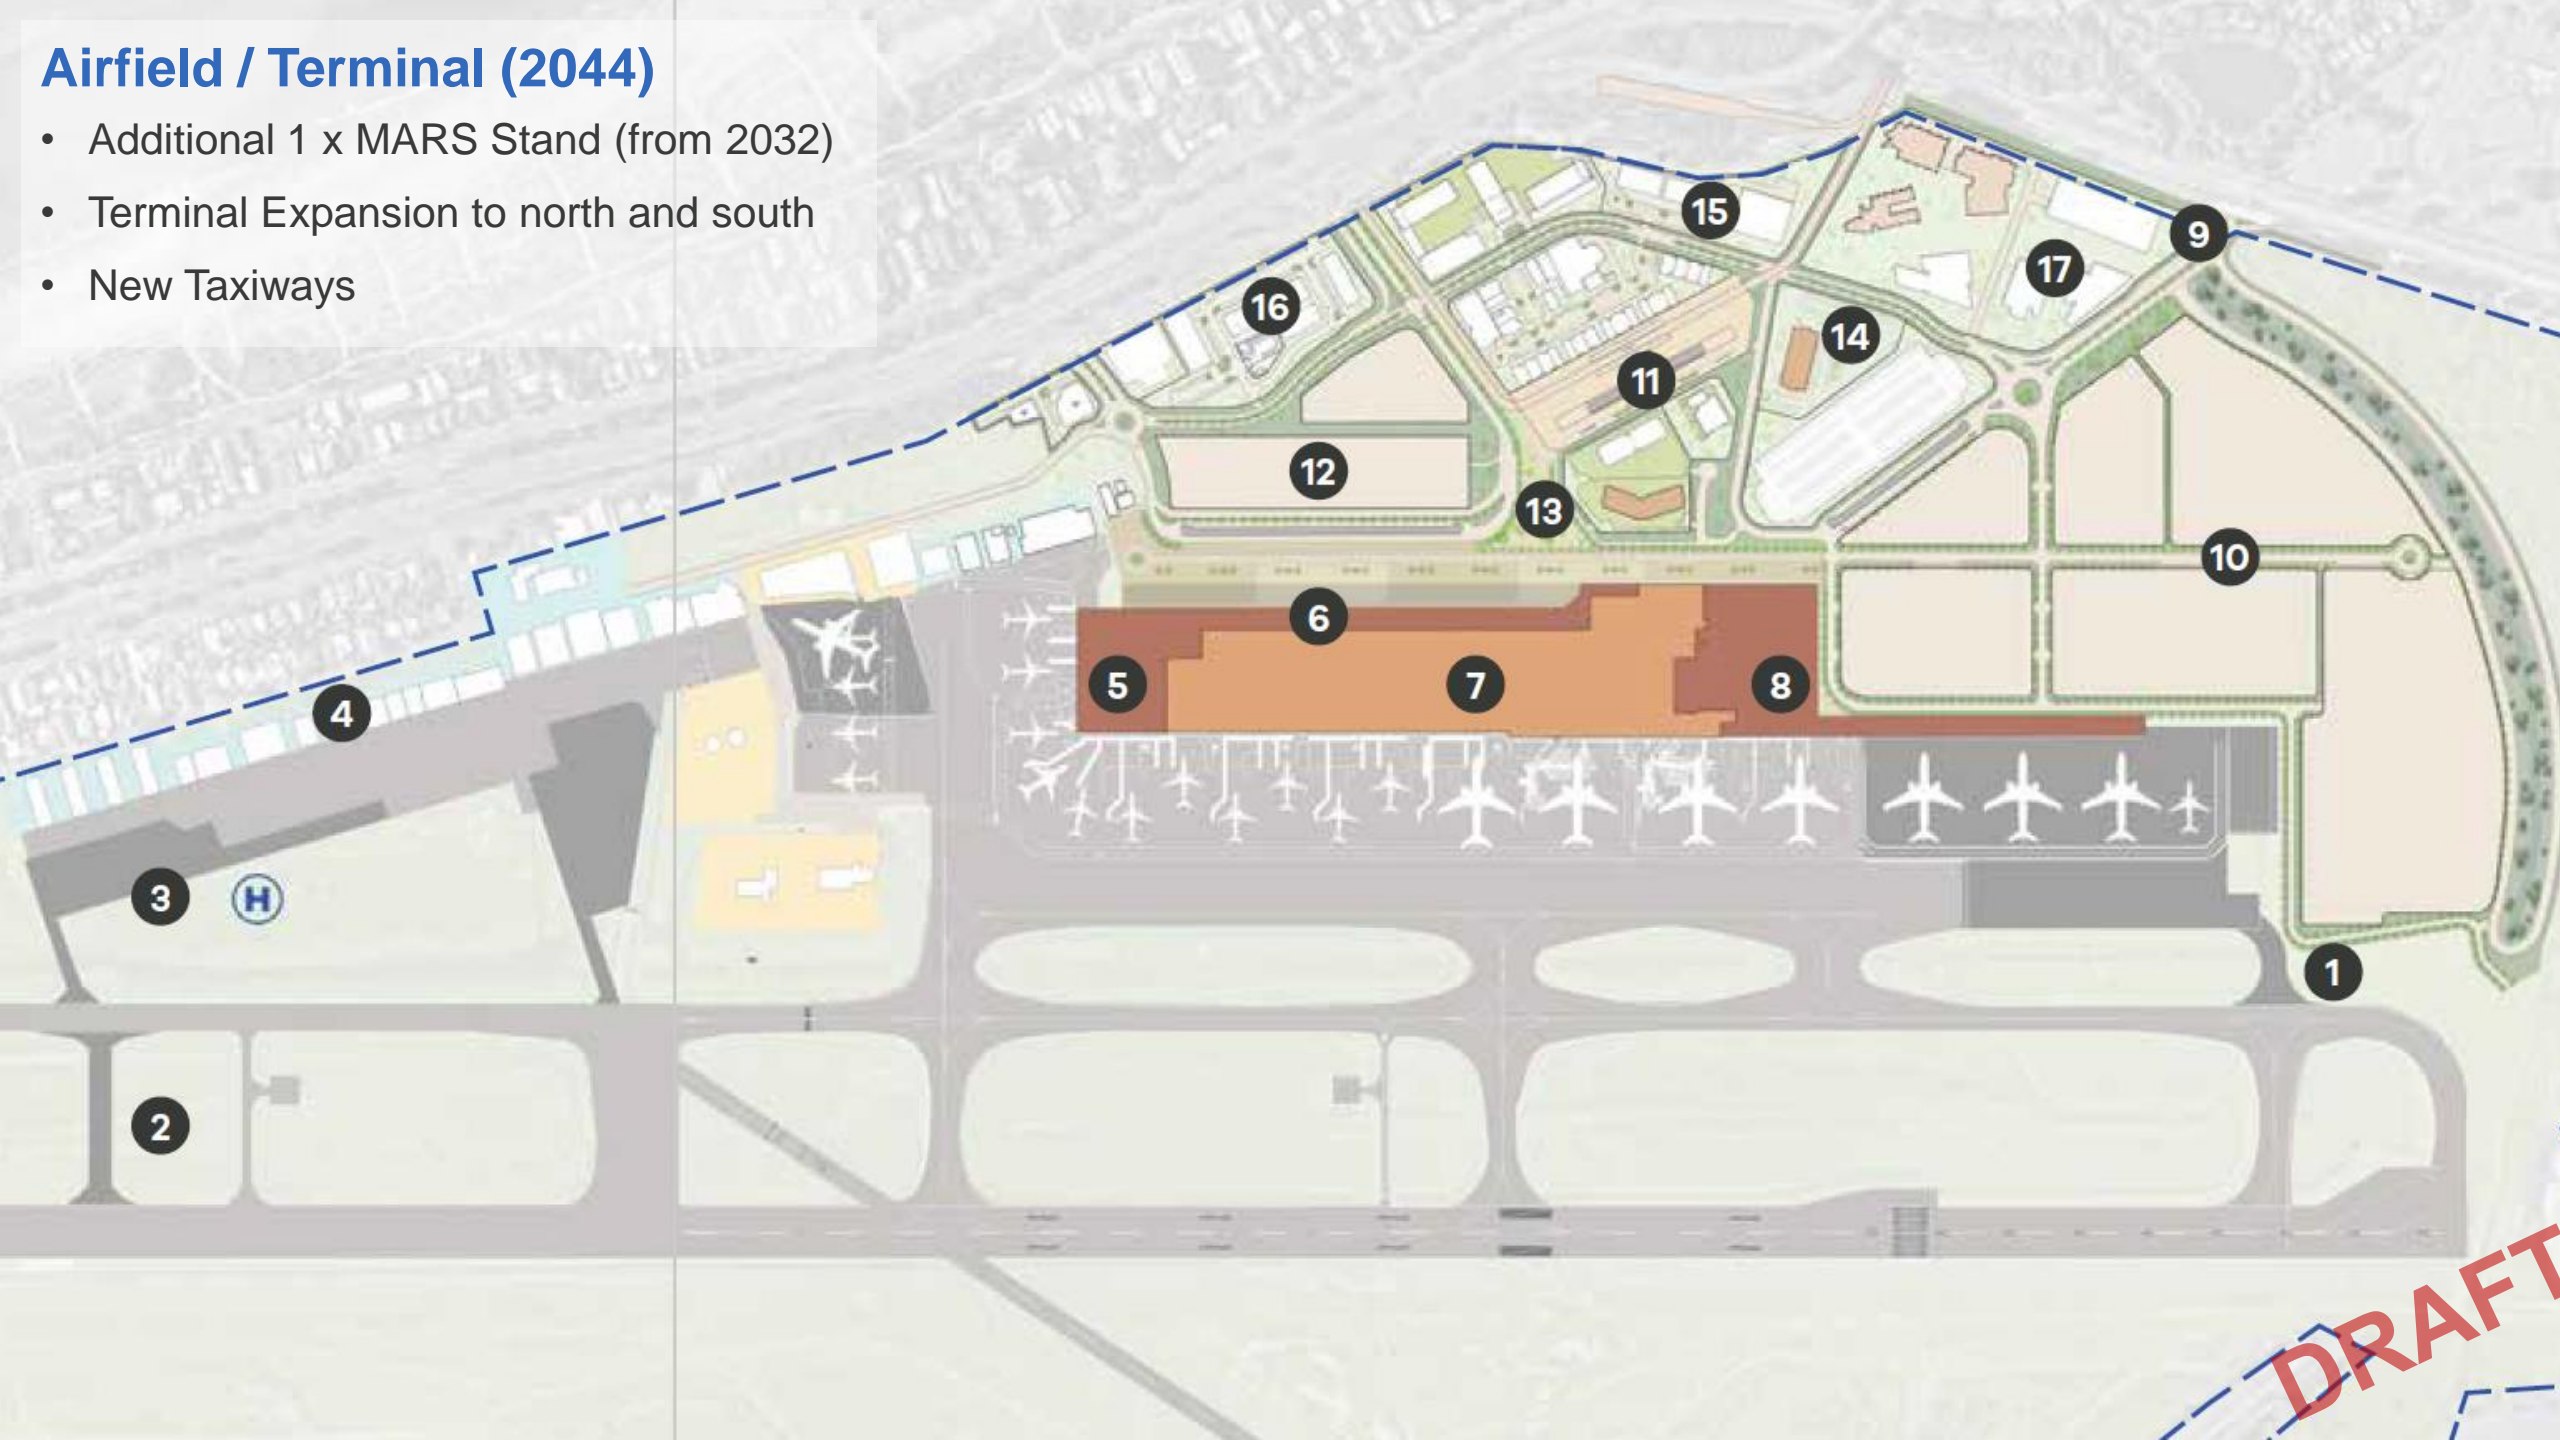 Airfield / Terminal (2044)
• Additional 1 x MARS Stand (from 2032)
• Terminal Expansion to north and south
• New Taxiways
15
9
17
16
14
11
12
13
10
6
5
7
8
4
3
H
1
2
DRAFT